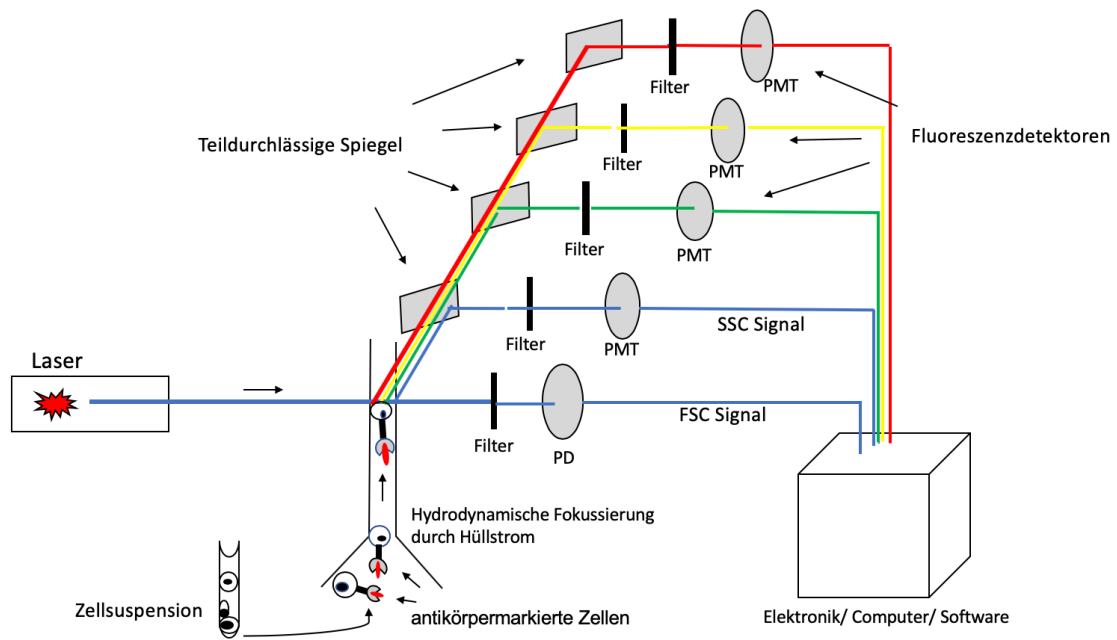 Filter
PMT
Teildurchlässige Spiegel
Fluoreszenzdetektoren
Filter
PMT
Filter
PMT
SSC Signal
Filter
PMT
Laser
FSC Signal
Filter
PD
Hydrodynamische Fokussierung
durch Hüllstrom
Zellsuspension
antikörpermarkierte Zellen
Elektronik/ Computer/ Software